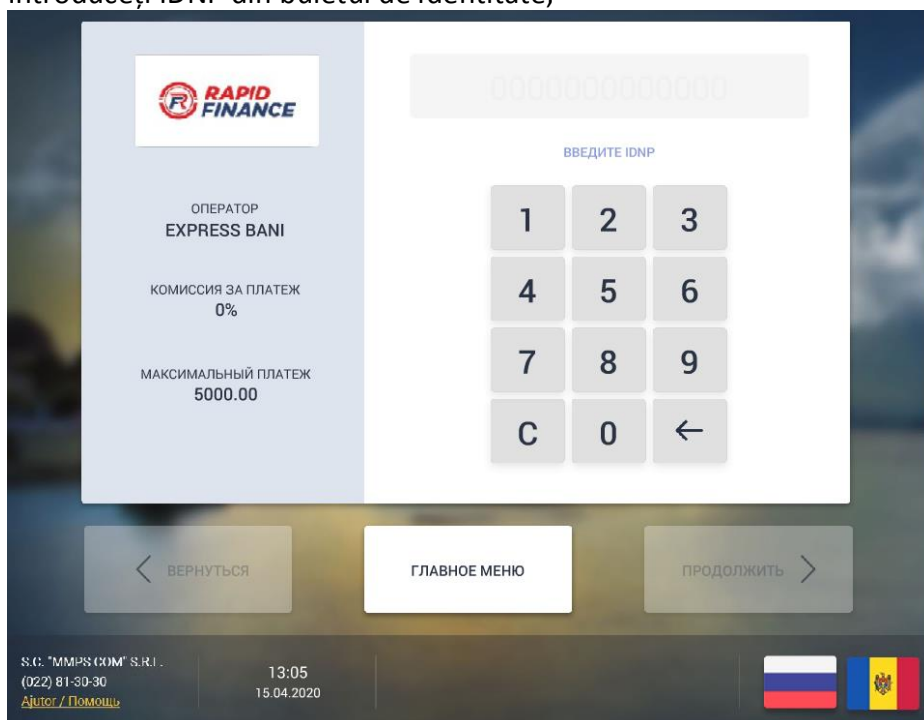 introduceți IDNP din buletul de identitate;
RAPID
FINANCE
0000000000000
ВВЕДИТЕ IDNP
ОПЕРАТОР
EXPRESS BANI
КОМИССИЯ ЗА ПЛАТЕЖ
0%
МАКСИМАЛЬНЫЙ ПЛАТЕЖ
5000.00
1 2 3
4 5 6
7 8 9
C 0 ←
ВЕРНУТЬСЯ
ГЛАВНОЕ МЕНЮ
ПРОДОЛЖИТЬ
S.C. "MMPS COM" S.R.L.
(022) 81-30-30
Ajutor / Помощь
13:05
15.04.2020